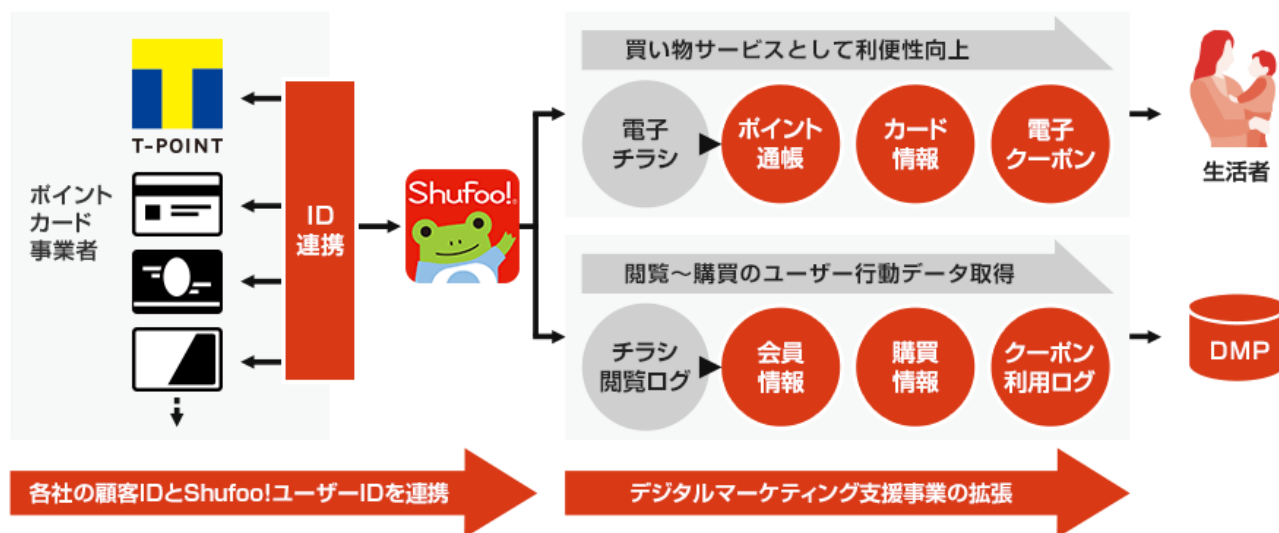 T-POINT
ポイント
カード
事業者
ID
連携
Shufoo!
買い物サービスとして利便性向上
電子
チラシ
ポイント
通帳
カード
情報
電子
クーポン
生活者
閲覧～購買のユーザー行動データ取得
チラシ
閲覧ログ
会員
情報
購買
情報
クーポン
利用ログ
DMP
各社の顧客IDとShufoo!ユーザーIDを連携
デジタルマーケティング支援事業の拡張